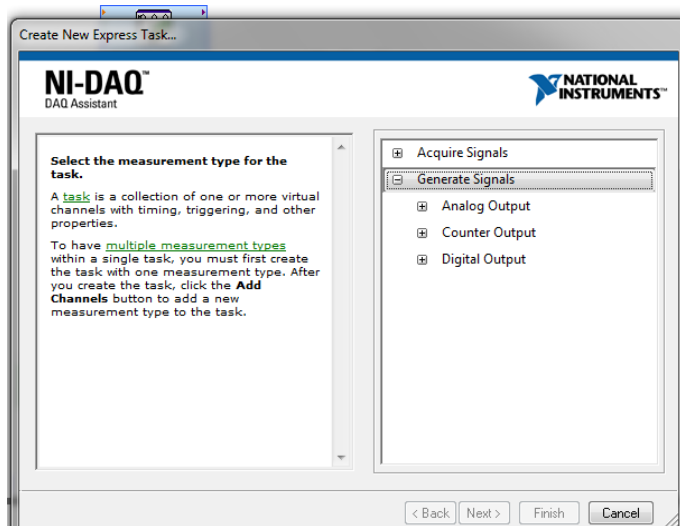 Create New Express Task...
NI-DAQ™
DAQ Assistant
NATIONAL
INSTRUMENTS™
Select the measurement type for the
task.
A task is a collection of one or more virtual
channels with timing, triggering, and other
properties.
To have multiple measurement types
within a single task, you must first create
the task with one measurement type. After
you create the task, click the Add
Channels button to add a new
measurement type to the task.
Acquire Signals
Generate Signals
Analog Output
Counter Output
Digital Output
< Back
Next >
Finish
Cancel